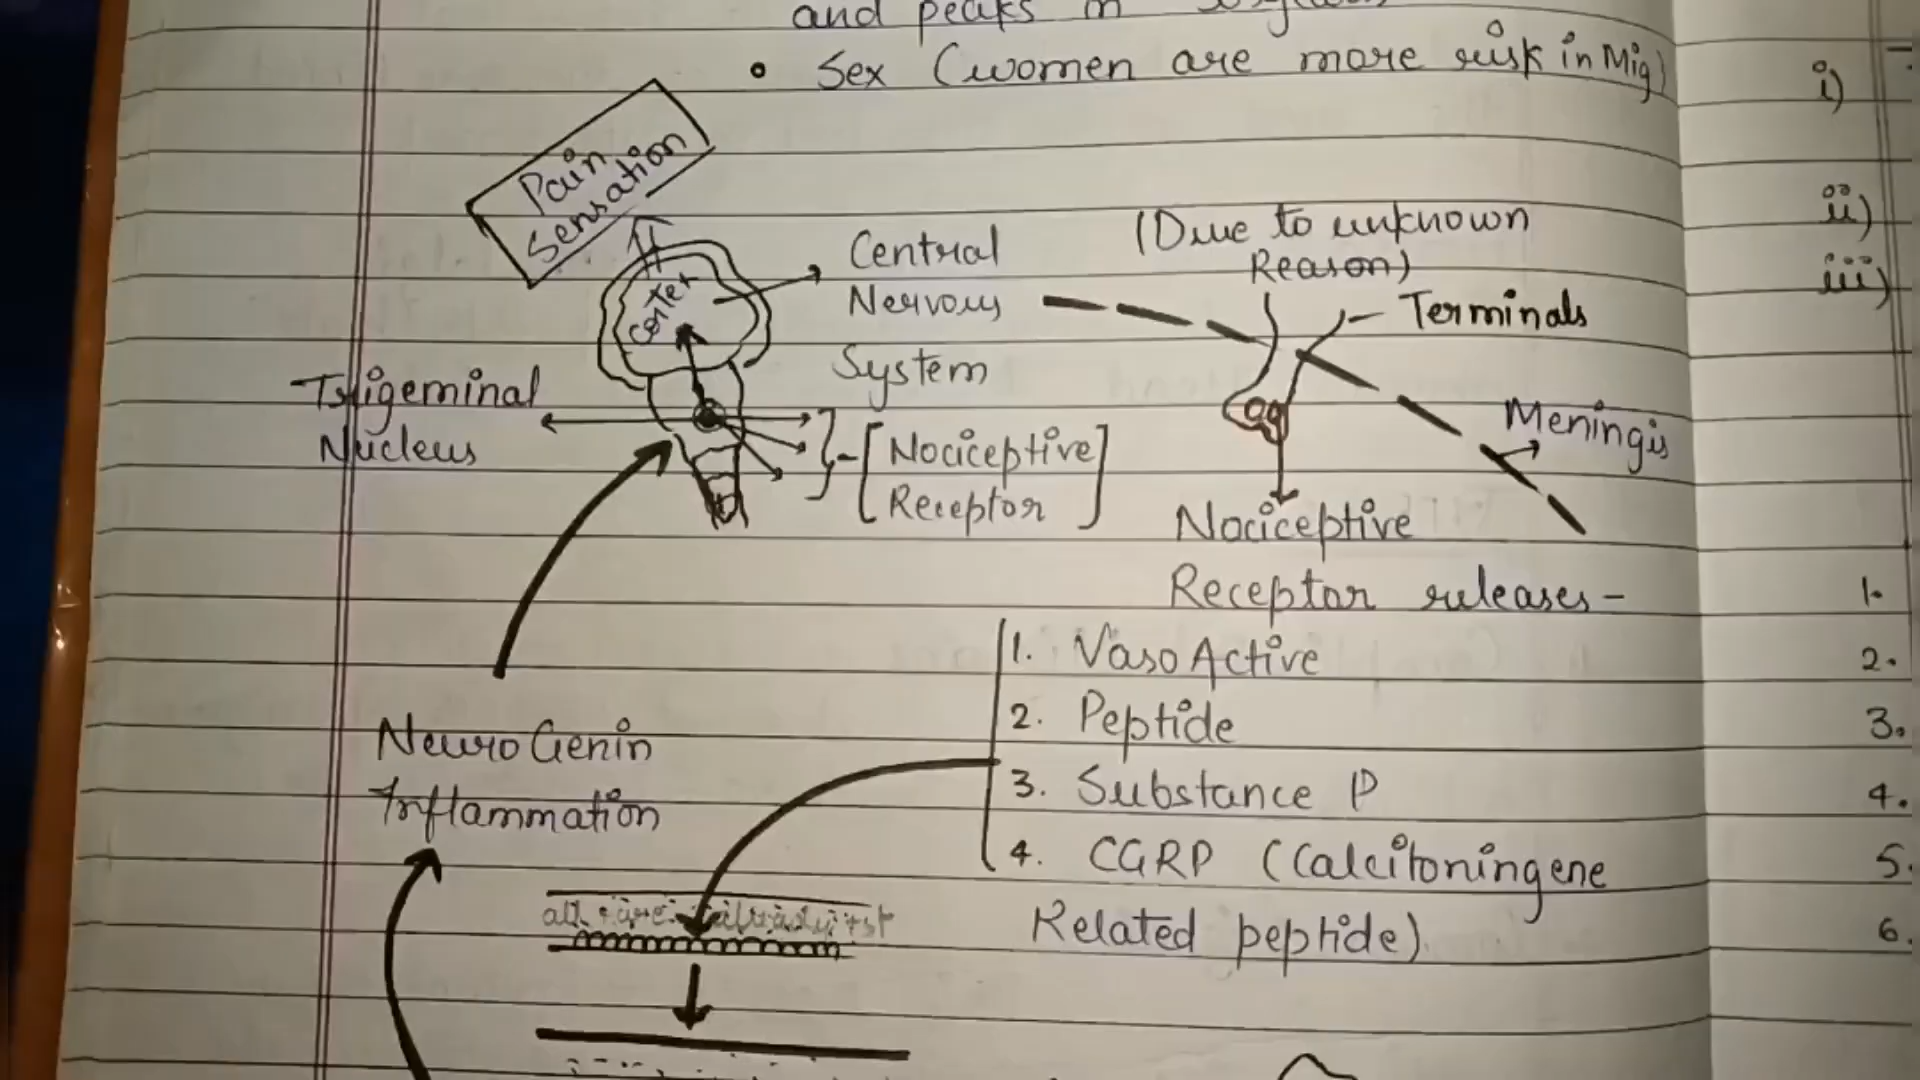 and peaks in
• Sex (women are more risk in Mig)
Pain
Sensation
Cortex
Central
Nervous
System
Trigeminal
Nucleus
[Nociceptive
Receptor]
(Due to unknown
Reason)
Terminals
Meningis
Nociceptive
Receptor releases-
1. Vaso Active
2. Peptide
3. Substance P
4. CGRP (Calcitoningene
Related peptide)
Neuro Genin
Inflammation
all are
i)
ii)
iii)
1.
2.
3.
4.
5.
6.